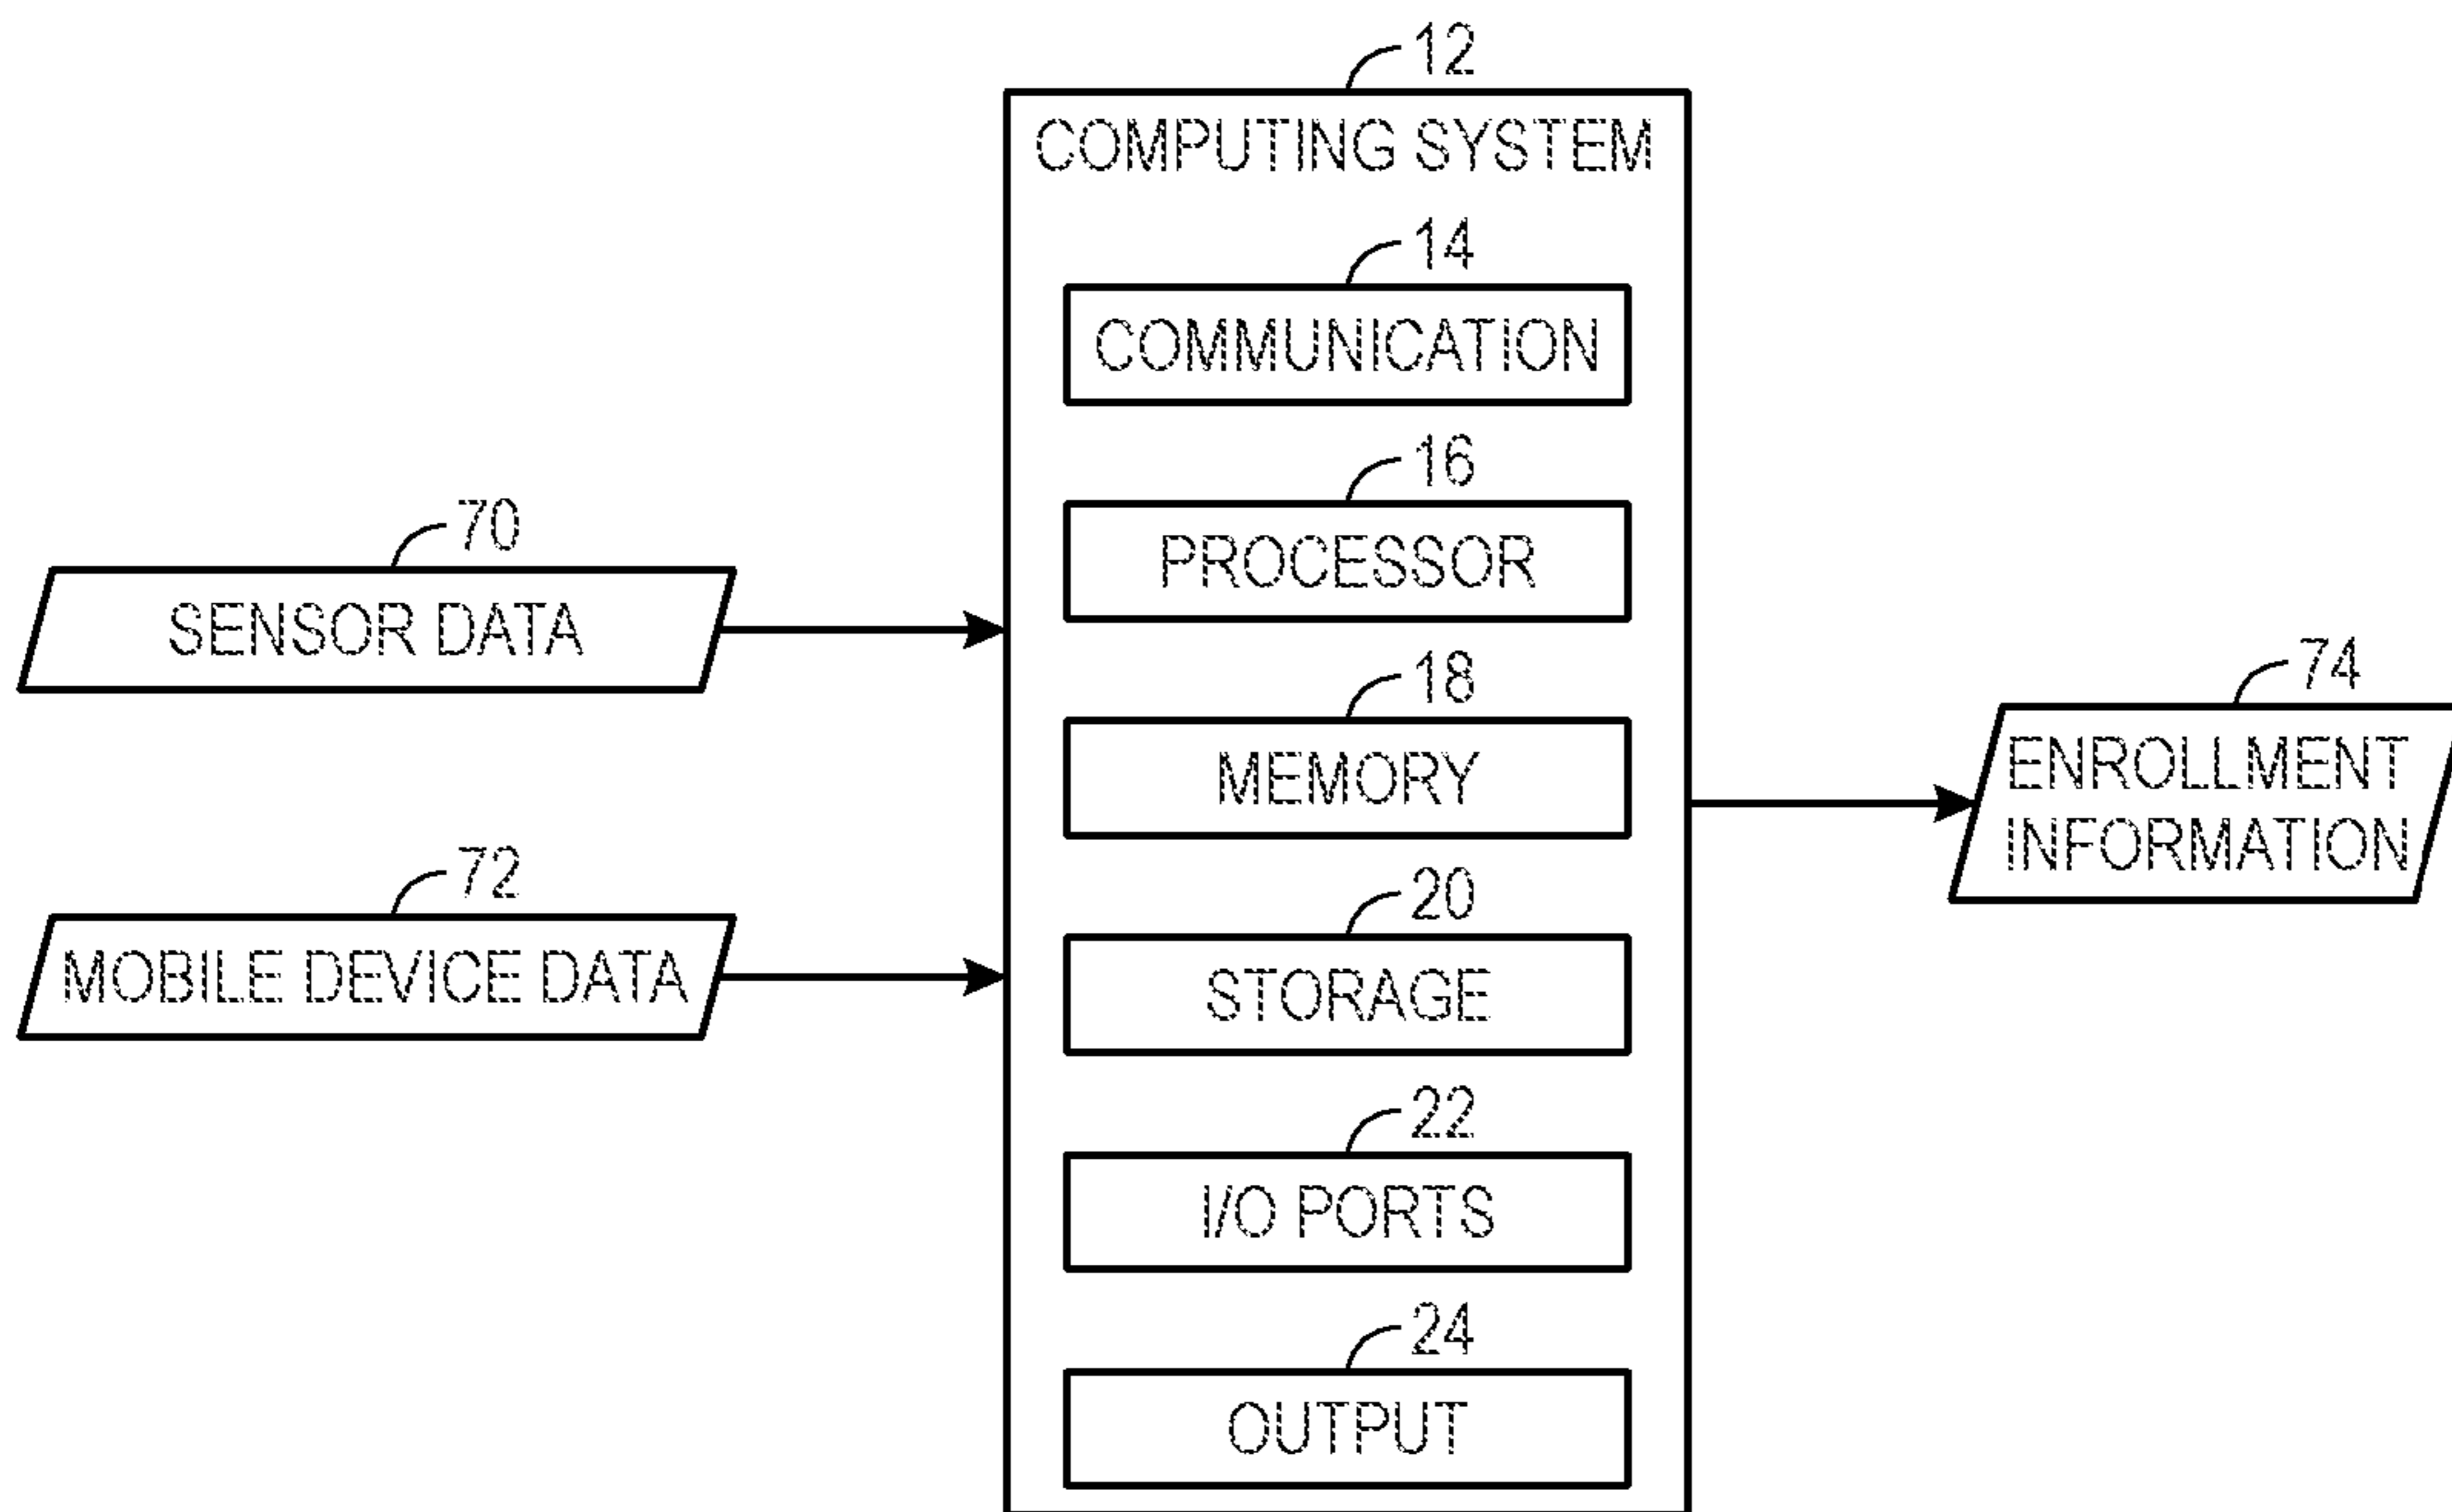 12
COMPUTING SYSTEM
14
COMMUNICATION
16
PROCESSOR
70
SENSOR DATA
18
MEMORY
74
ENROLLMENT
INFORMATION
72
MOBILE DEVICE DATA
20
STORAGE
22
I/O PORTS
24
OUTPUT